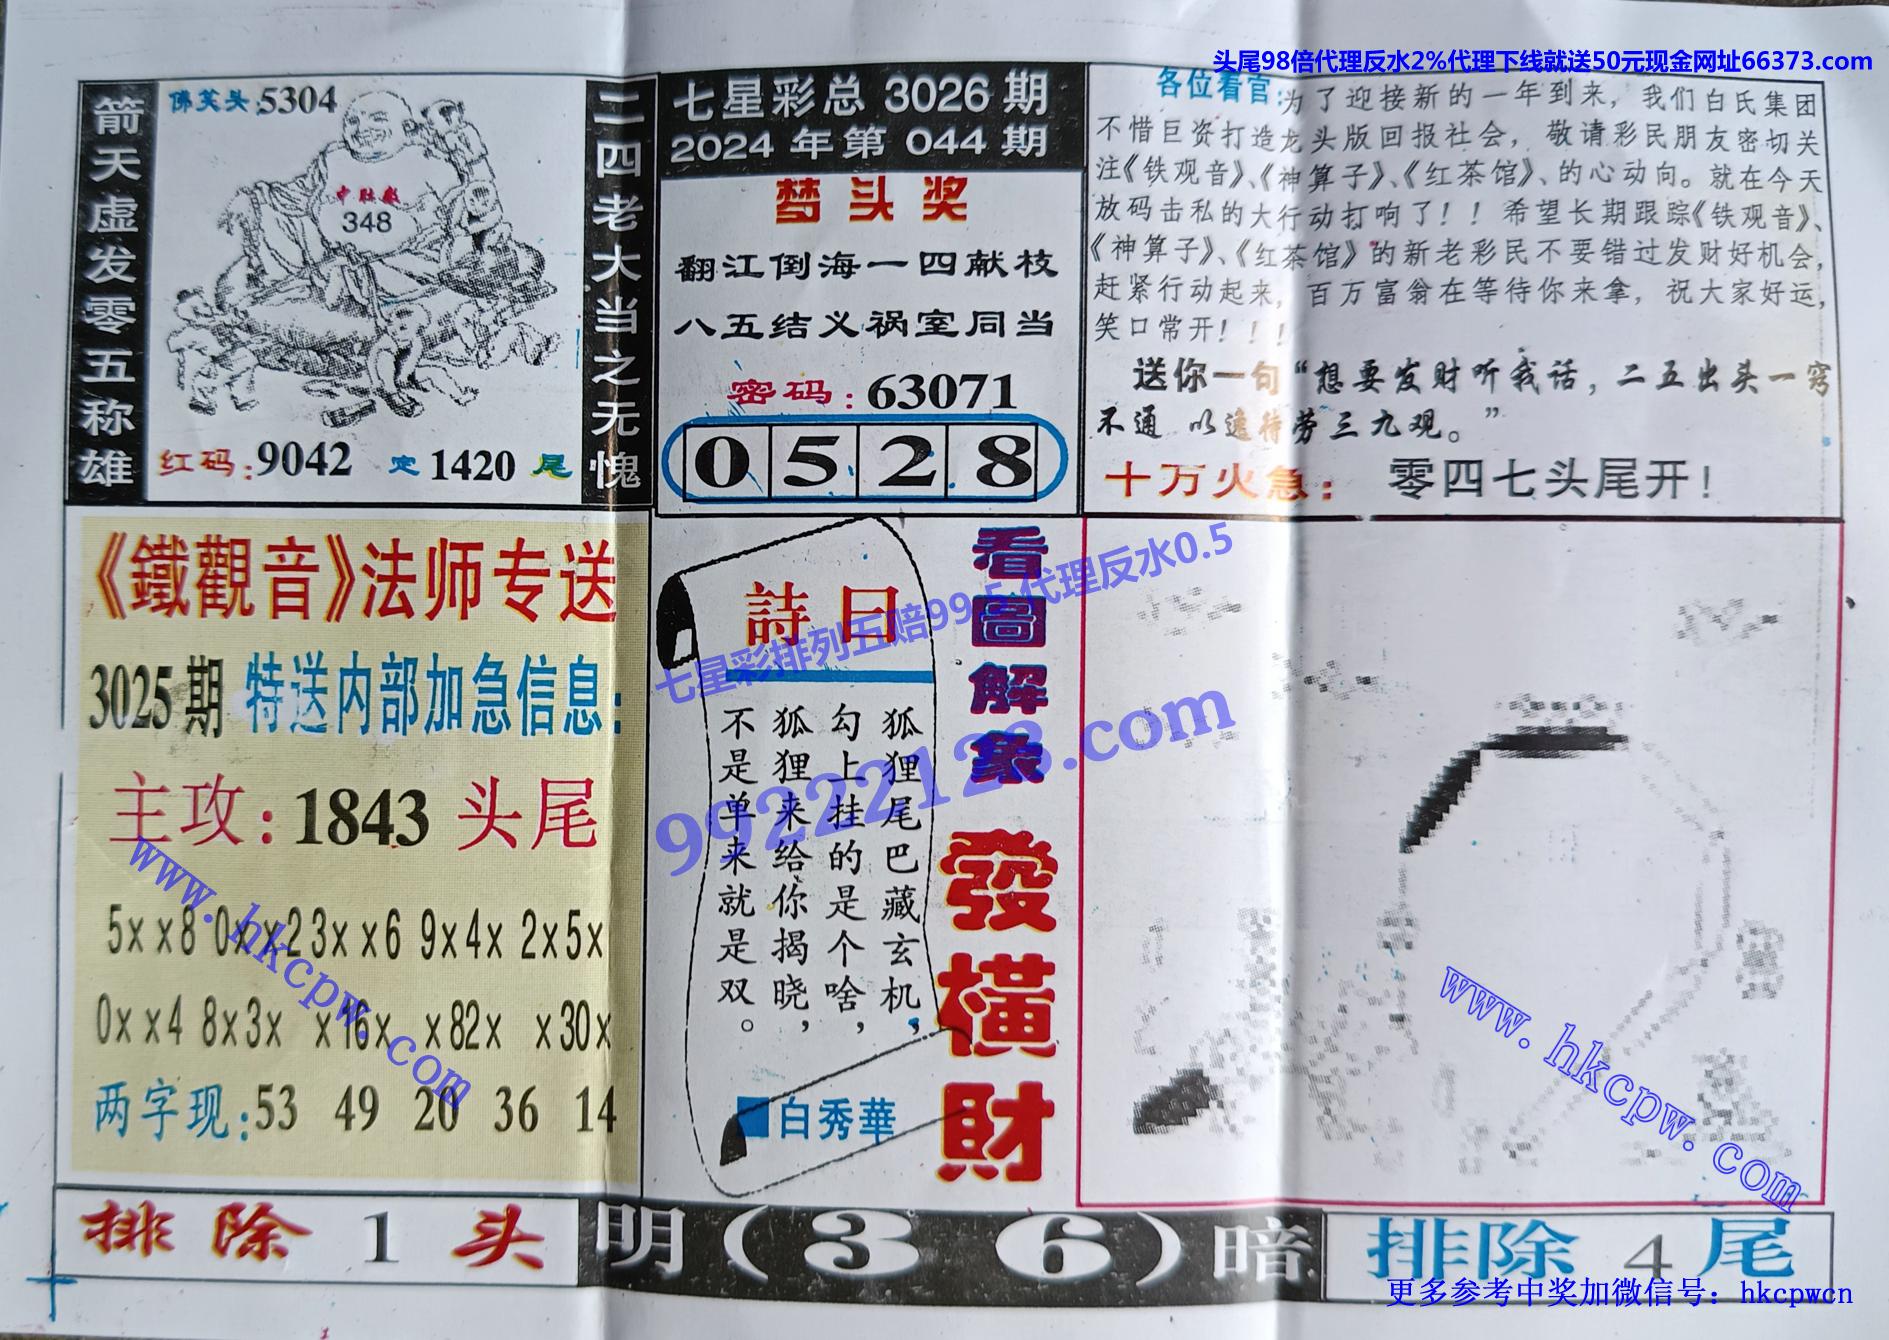 头尾98倍代理反水2%代理下线就送50元现金网址66373.com
箭天虚发零五称雄
佛笑头:5304
中肚数
348
红码:9042 定1420尾
二四老大当之无愧
七星彩总 3026 期
2024 年第 044 期
梦头奖
翻江倒海一四献枝
八五结义祸室同当
密码:63071
0 5 2 8
各位看官:为了迎接新的一年到来，我们白氏集团
不惜巨资打造龙头版回报社会，敬请彩民朋友密切关
注《铁观音》、《神算子》、《红茶馆》、的心动向。就在今天
放码击私的大行动打响了！！希望长期跟踪《铁观音》、
《神算子》、《红茶馆》的新老彩民不要错过发财好机会，
赶紧行动起来，百万富翁在等待你来拿，祝大家好运，
笑口常开！！！
送你一句“想要发财听我话，二五出头一窍
不通 以逸待劳三九观。”
十万火急： 零四七头尾开！
《鐵觀音》法师专送
3025期 特送内部加急信息：
主攻:1843 头尾
5xx8 0xx2 3xx6 9x4x 2x5x
0xx4 8x3x x16x x82x x30x
两字现:53 49 20 36 14
詩曰
狐狸尾巴藏玄机，
勾上挂的是个啥，
狐狸来给你揭晓，
不是单来就是双。
白秀華
看圖解象
發橫財
七星彩排列五赔99.5代理反水0.5
99222128.com
www.hkcpw.com
www.hkcpw.com
排除 1 头
明(3 6)暗
排除 4 尾
更多参考中奖加微信号：hkcpwcn